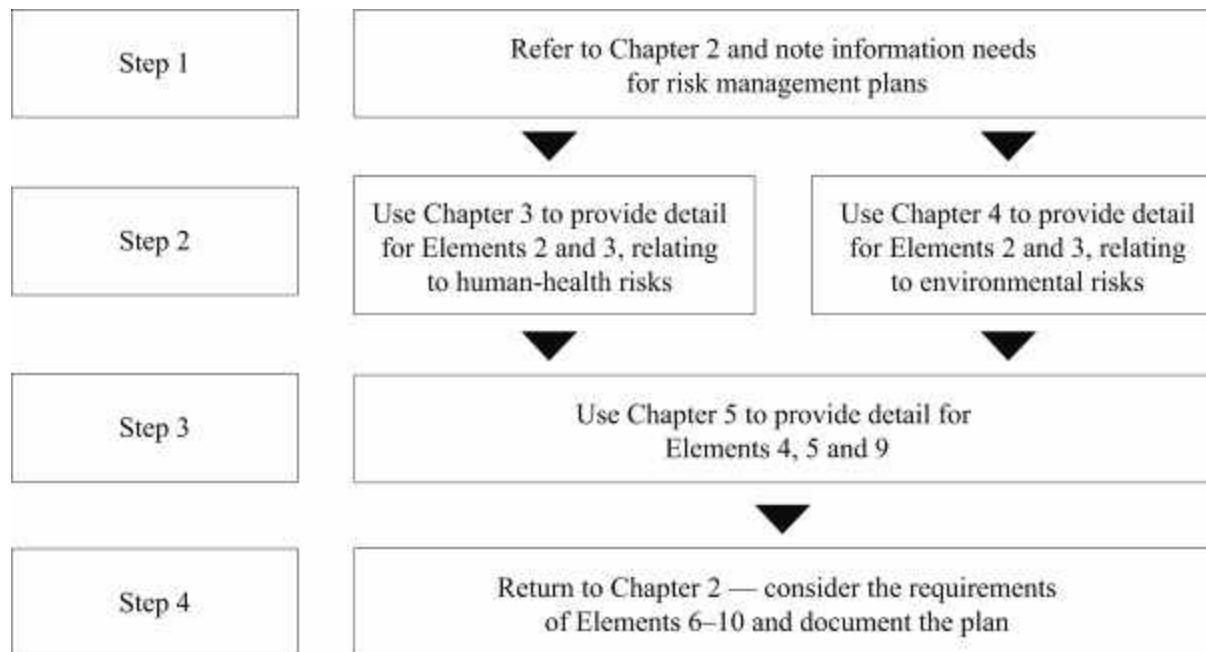 Step 1
Refer to Chapter 2 and note information needs
for risk management plans
Step 2
Use Chapter 3 to provide detail
for Elements 2 and 3, relating
to human-health risks
Use Chapter 4 to provide detail
for Elements 2 and 3, relating
to environmental risks
Step 3
Use Chapter 5 to provide detail for
Elements 4, 5 and 9
Step 4
Return to Chapter 2 — consider the requirements
of Elements 6–10 and document the plan